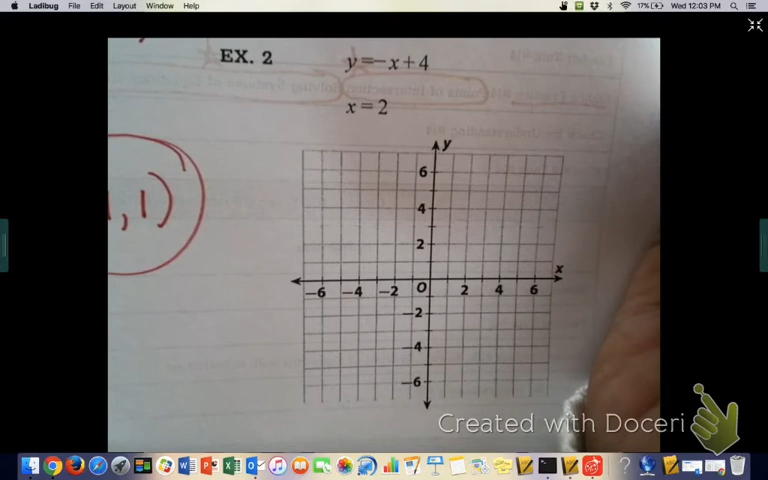 Ladibug File Edit Layout Window Help 17% Wed 12:03 PM
EX. 2
y=-x+4
x=2
,1)
y
6
4
2
x
-6 -4 -2 O 2 4 6
-2
-4
-6
Created with Doceri